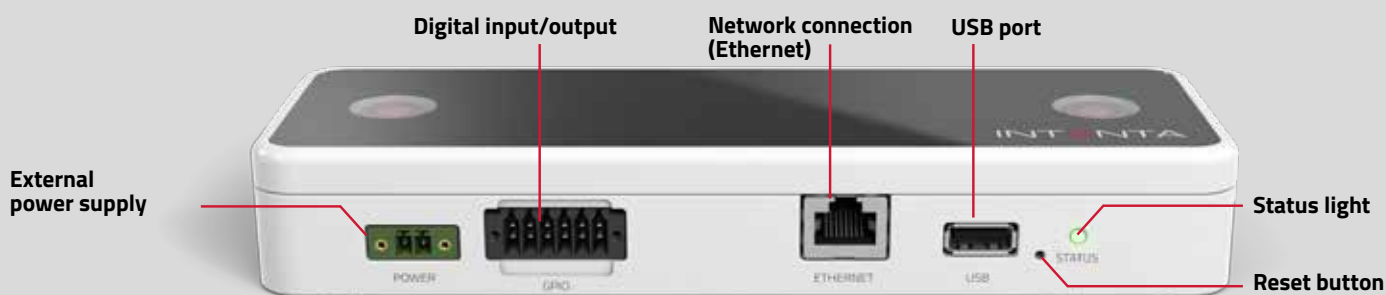 Digital input/output
Network connection
(Ethernet)
USB port
INTENTA
External
power supply
Status light
Reset button
POWER
GPIO
ETHERNET
USB
STATUS